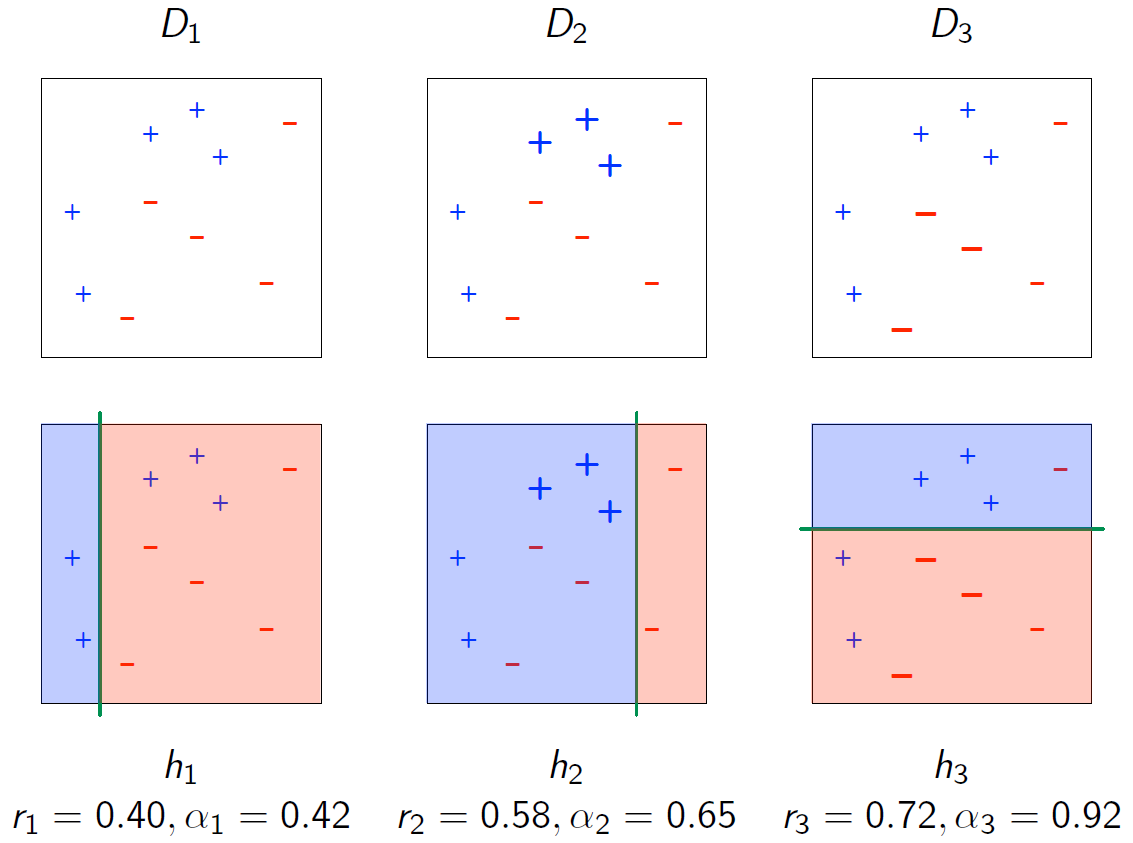 D₁ D₂ D₃
h₁ h₂ h₃
r₁ = 0.40, α₁ = 0.42 r₂ = 0.58, α₂ = 0.65 r₃ = 0.72, α₃ = 0.92